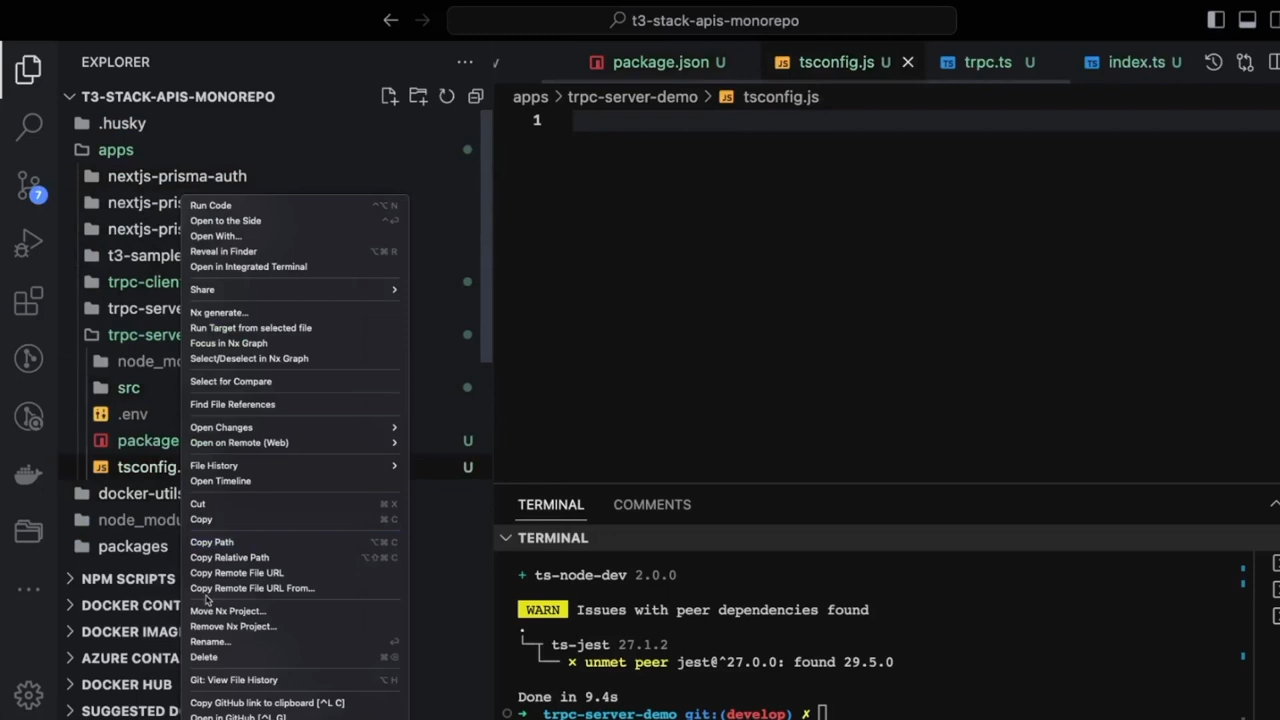 t3-stack-apis-monorepo
EXPLORER
package.json U
tsconfig.js U
trpc.ts U
index.ts U
T3-STACK-APIS-MONOREPO
apps > trpc-server-demo > tsconfig.js
.husky
1
apps
nextjs-prisma-auth
nextjs-pri
nextjs-pri
t3-sample
trpc-clien
trpc-serve
trpc-serve
node_mo
src
.env
package U
tsconfig. U
docker-utils
node_modu
packages
NPM SCRIPTS
DOCKER CONT
DOCKER IMAG
AZURE CONTA
DOCKER HUB
SUGGESTED D
7
Run Code ^⌥ N
Open to the Side ^⏎
Open With...
Reveal in Finder ⌥⌘ R
Open in Integrated Terminal
Share
Nx generate...
Run Target from selected file
Focus in Nx Graph
Select/Deselect in Nx Graph
Select for Compare
Find File References
Open Changes
Open on Remote (Web)
File History
Open Timeline
Cut ⌘ X
Copy ⌘ C
Copy Path ⌥⌘ C
Copy Relative Path ⌥⇧⌘ C
Copy Remote File URL
Copy Remote File URL From...
Move Nx Project...
Remove Nx Project...
Rename... ⏎
Delete ⌘⌫
Git: View File History ⌥ H
Copy GitHub link to clipboard [^L C]
Open in GitHub [^L G]
TERMINAL COMMENTS
TERMINAL
+ ts-node-dev 2.0.0
WARN Issues with peer dependencies found
.
└─┬ ts-jest 27.1.2
└── ✕ unmet peer jest@^27.0.0: found 29.5.0
Done in 9.4s
➜ trpc-server-demo git:(develop) ✗